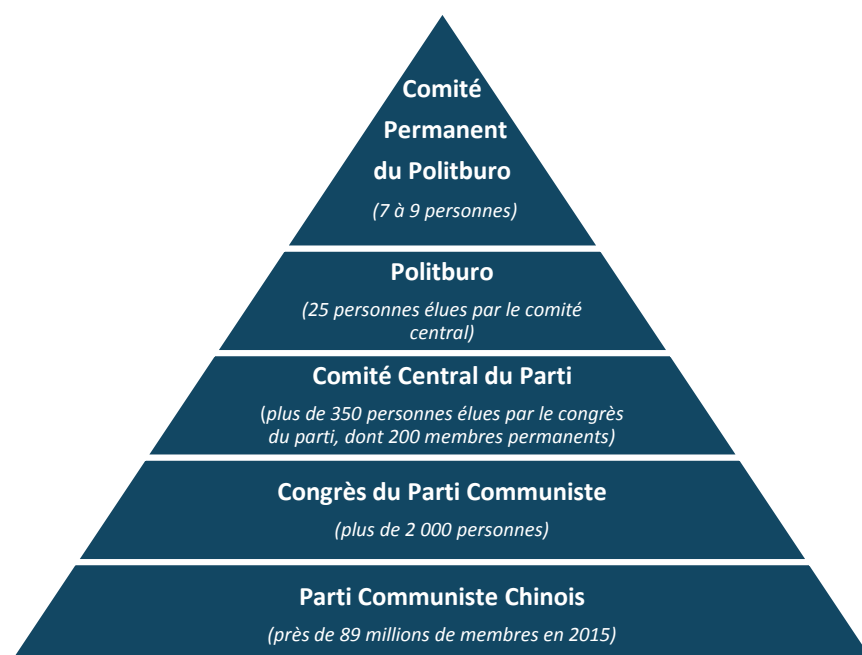 Comité
Permanent
du Politburo
(7 à 9 personnes)
Politburo
(25 personnes élues par le comité
central)
Comité Central du Parti
(plus de 350 personnes élues par le congrès
du parti, dont 200 membres permanents)
Congrès du Parti Communiste
(plus de 2 000 personnes)
Parti Communiste Chinois
(près de 89 millions de membres en 2015)